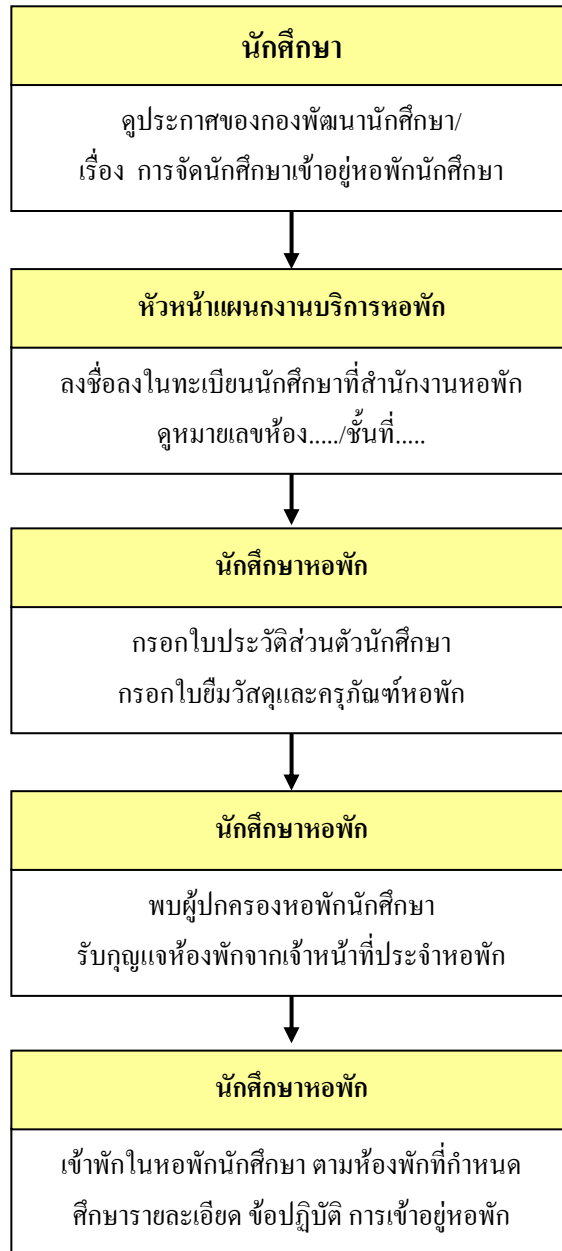 นักศึกษา
ดูประกาศของกองพัฒนานักศึกษา/
เรื่อง การจัดนักศึกษาเข้าอยู่หอพักนักศึกษา
หัวหน้าแผนกงานบริการหอพัก
ลงชื่อลงในทะเบียนนักศึกษาที่สำนักงานหอพัก
ดูหมายเลขห้อง...../ชั้นที่.....
นักศึกษาหอพัก
กรอกใบประวัติส่วนตัวนักศึกษา
กรอกใบยืมวัสดุและครุภัณฑ์หอพัก
นักศึกษาหอพัก
พบผู้ปกครองหอพักนักศึกษา
รับกุญแจห้องพักจากเจ้าหน้าที่ประจำหอพัก
นักศึกษาหอพัก
เข้าพักในหอพักนักศึกษา ตามห้องพักที่กำหนด
ศึกษารายละเอียด ข้อปฏิบัติ การเข้าอยู่หอพัก